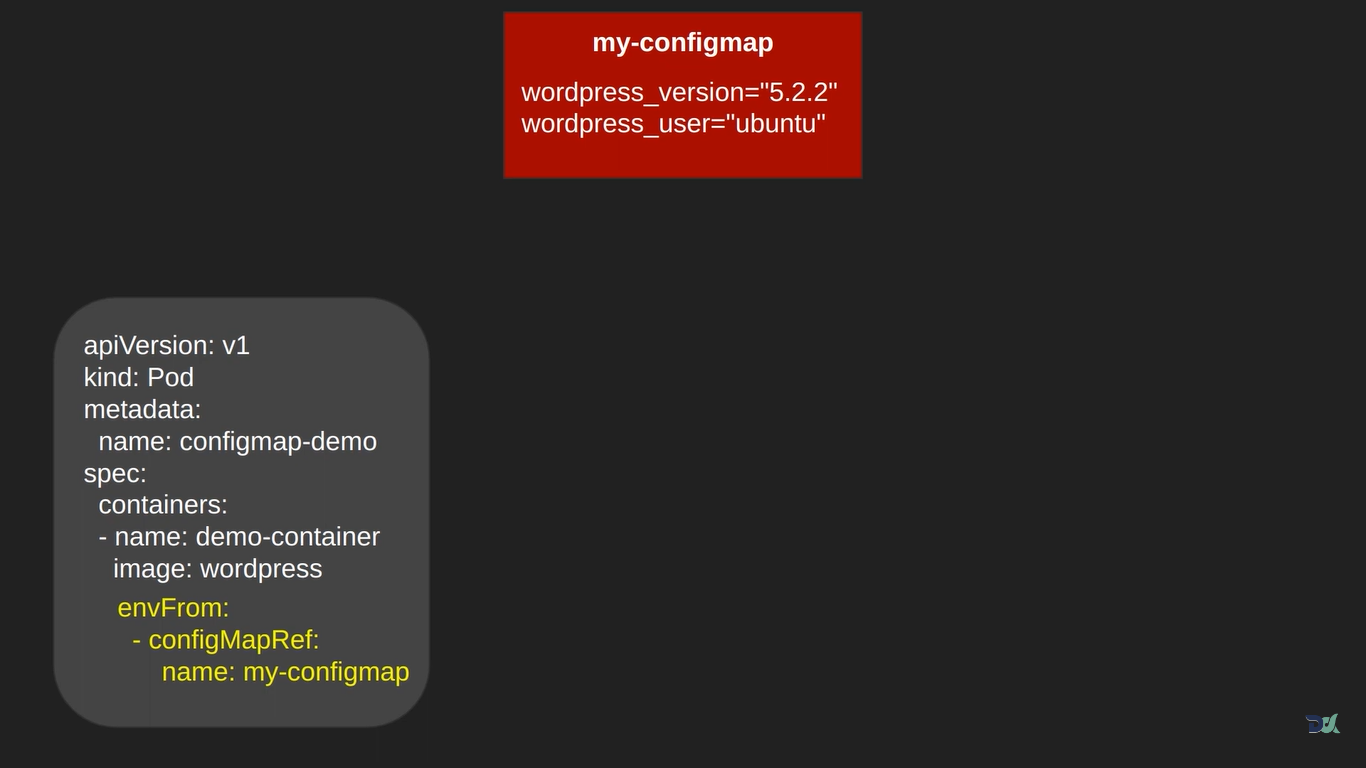 my-configmap
wordpress_version="5.2.2"
wordpress_user="ubuntu"
apiVersion: v1
kind: Pod
metadata:
  name: configmap-demo
spec:
  containers:
  - name: demo-container
    image: wordpress
    envFrom:
      - configMapRef:
          name: my-configmap